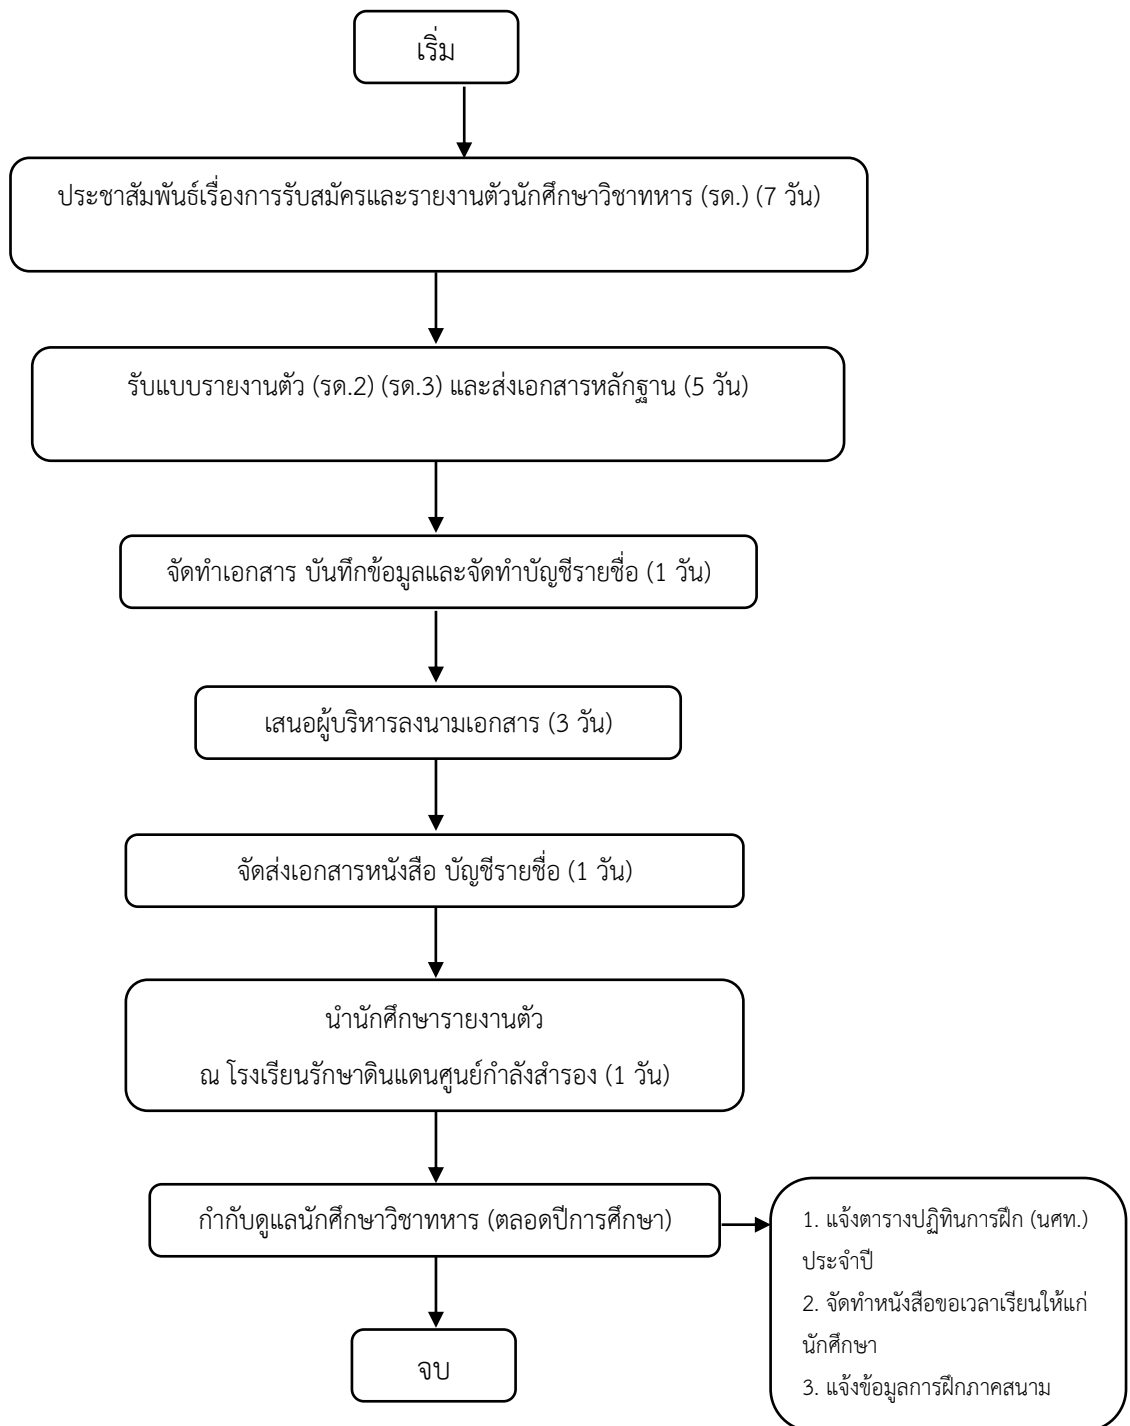 เริ่ม
ประชาสัมพันธ์เรื่องการรับสมัครและรายงานตัวนักศึกษาวิชาทหาร (รด.) (7 วัน)
รับแบบรายงานตัว (รด.2) (รด.3) และส่งเอกสารหลักฐาน (5 วัน)
จัดทำเอกสาร บันทึกข้อมูลและจัดทำบัญชีรายชื่อ (1 วัน)
เสนอผู้บริหารลงนามเอกสาร (3 วัน)
จัดส่งเอกสารหนังสือ บัญชีรายชื่อ (1 วัน)
นำนักศึกษารายงานตัว
ณ โรงเรียนรักษาดินแดนศูนย์กำลังสำรอง (1 วัน)
กำกับดูแลนักศึกษาวิชาทหาร (ตลอดปีการศึกษา)
1. แจ้งตารางปฏิทินการฝึก (นศท.)
ประจำปี
2. จัดทำหนังสือขอเวลาเรียนให้แก่
นักศึกษา
3. แจ้งข้อมูลการฝึกภาคสนาม
จบ